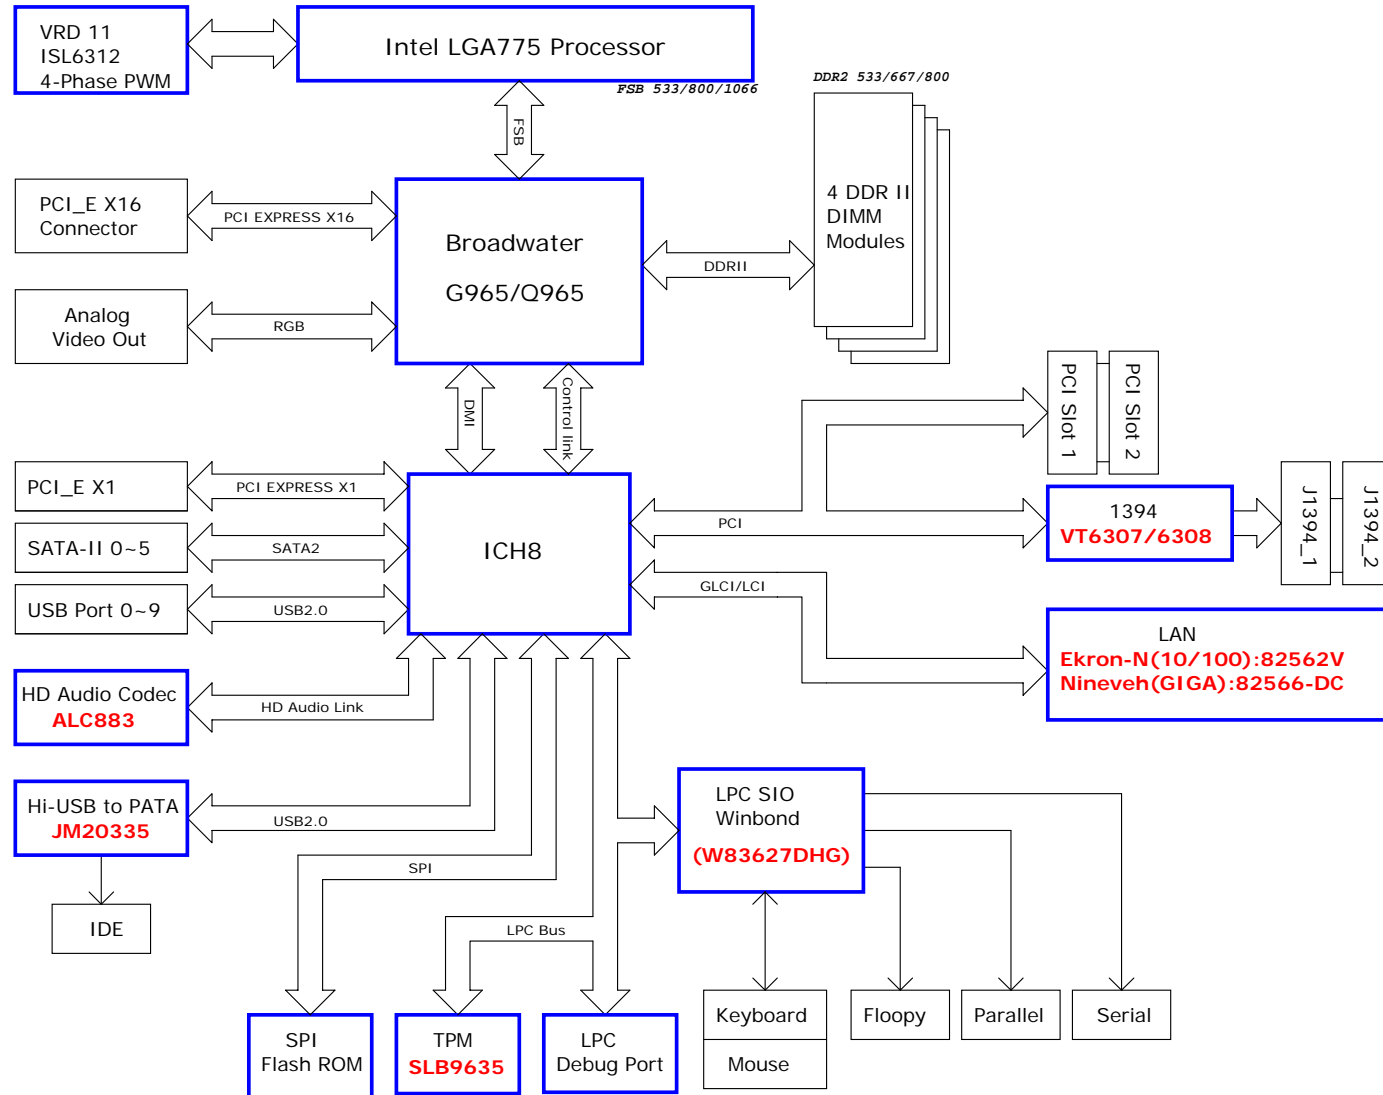 VRD 11
ISL6312
4-Phase PWM
Intel LGA775 Processor
FSB 533/800/1066
DDR2 533/667/800
FSB
PCI_E X16
Connector
PCI EXPRESS X16
Broadwater
G965/Q965
DDRII
4 DDR II
DIMM
Modules
Analog
Video Out
RGB
DMI
Control link
PCI Slot 1
PCI Slot 2
PCI_E X1
PCI EXPRESS X1
SATA-II 0~5
SATA2
USB Port 0~9
USB2.0
ICH8
PCI
GLCI/LCI
1394
VT6307/6308
J1394_1
J1394_2
LAN
Ekron-N(10/100):82562V
Nineveh(GIGA):82566-DC
HD Audio Codec
ALC883
HD Audio Link
Hi-USB to PATA
JM20335
USB2.0
IDE
SPI
LPC Bus
LPC SIO
Winbond
(W83627DHG)
SPI
Flash ROM
TPM
SLB9635
LPC
Debug Port
Keyboard
Mouse
Floopy
Parallel
Serial